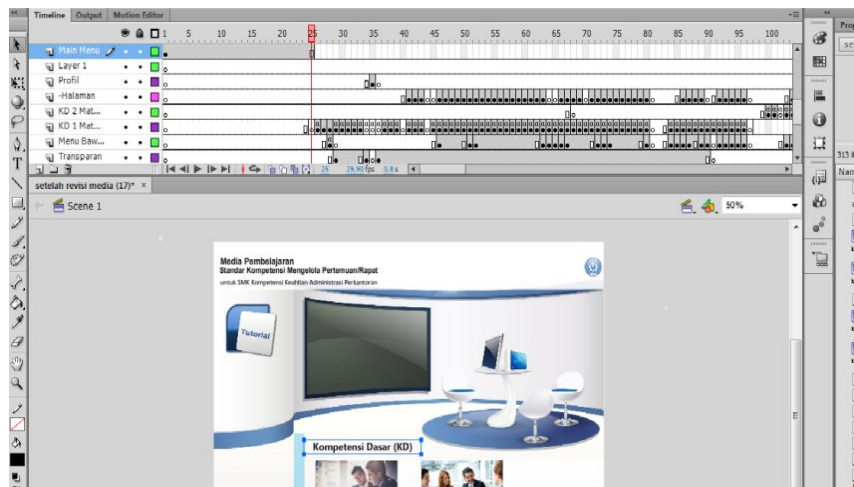 Timeline Output Motion Editor
1 5 10 15 20 25 30 35 40 45 50 55 60 65 70 75 80 85 90 95 100
Main Menu
Layer 1
Profil
-Halaman
KD 2 Mat...
KD 1 Mat...
Menu Baw...
Transparan
25 29,90 fps 0,8 s
setelah revisi media (17)* ×
Scene 1
50%
Media Pembelajaran
Standar Kompetensi Mengelola Pertemuan/Rapat
untuk SMK Kompetensi Keahlian Administrasi Perkantoran
Tutorial
Kompetensi Dasar (KD)
Prop
se
313 it
Nam